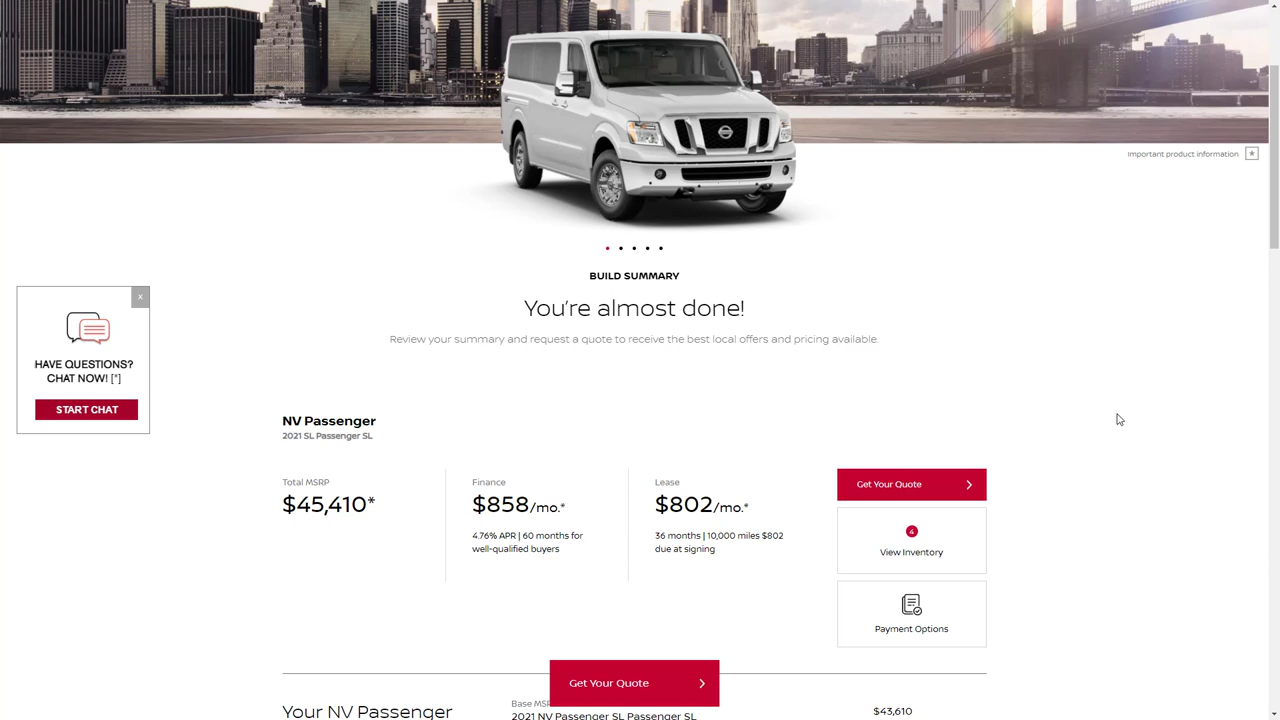 Important product information
BUILD SUMMARY
You're almost done!
Review your summary and request a quote to receive the best local offers and pricing available.
X
HAVE QUESTIONS?
CHAT NOW! [*]
START CHAT
NV Passenger
2021 SL Passenger SL
Total MSRP
$45,410*
Finance
$858/mo.*
4.76% APR | 60 months for
well-qualified buyers
Lease
$802/mo.*
36 months | 10,000 miles $802
due at signing
Get Your Quote
4
View Inventory
Payment Options
Get Your Quote
Your NV Passenger
Base
2021 NV Passenger SL Passenger SL
$43,610